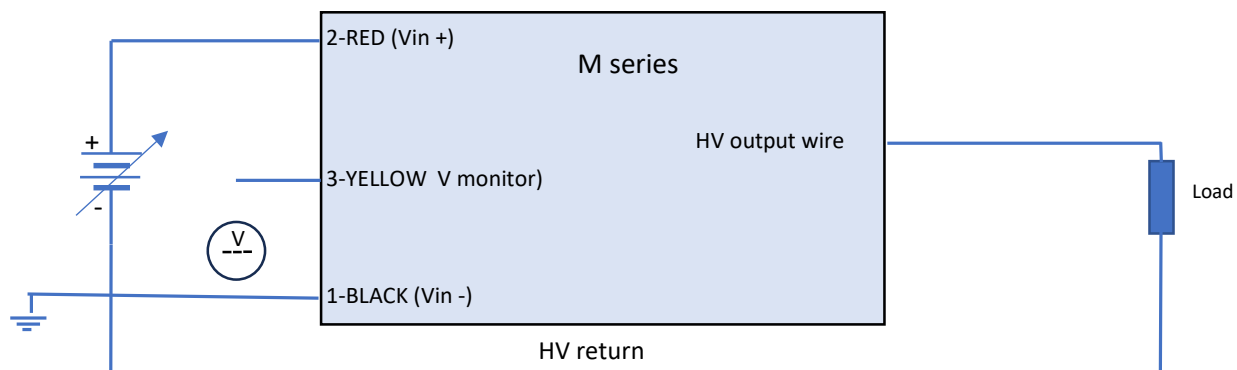 2-RED (Vin +)
M series
+
HV output wire
3-YELLOW  V monitor)
-
Load
V
1-BLACK (Vin -)
HV return